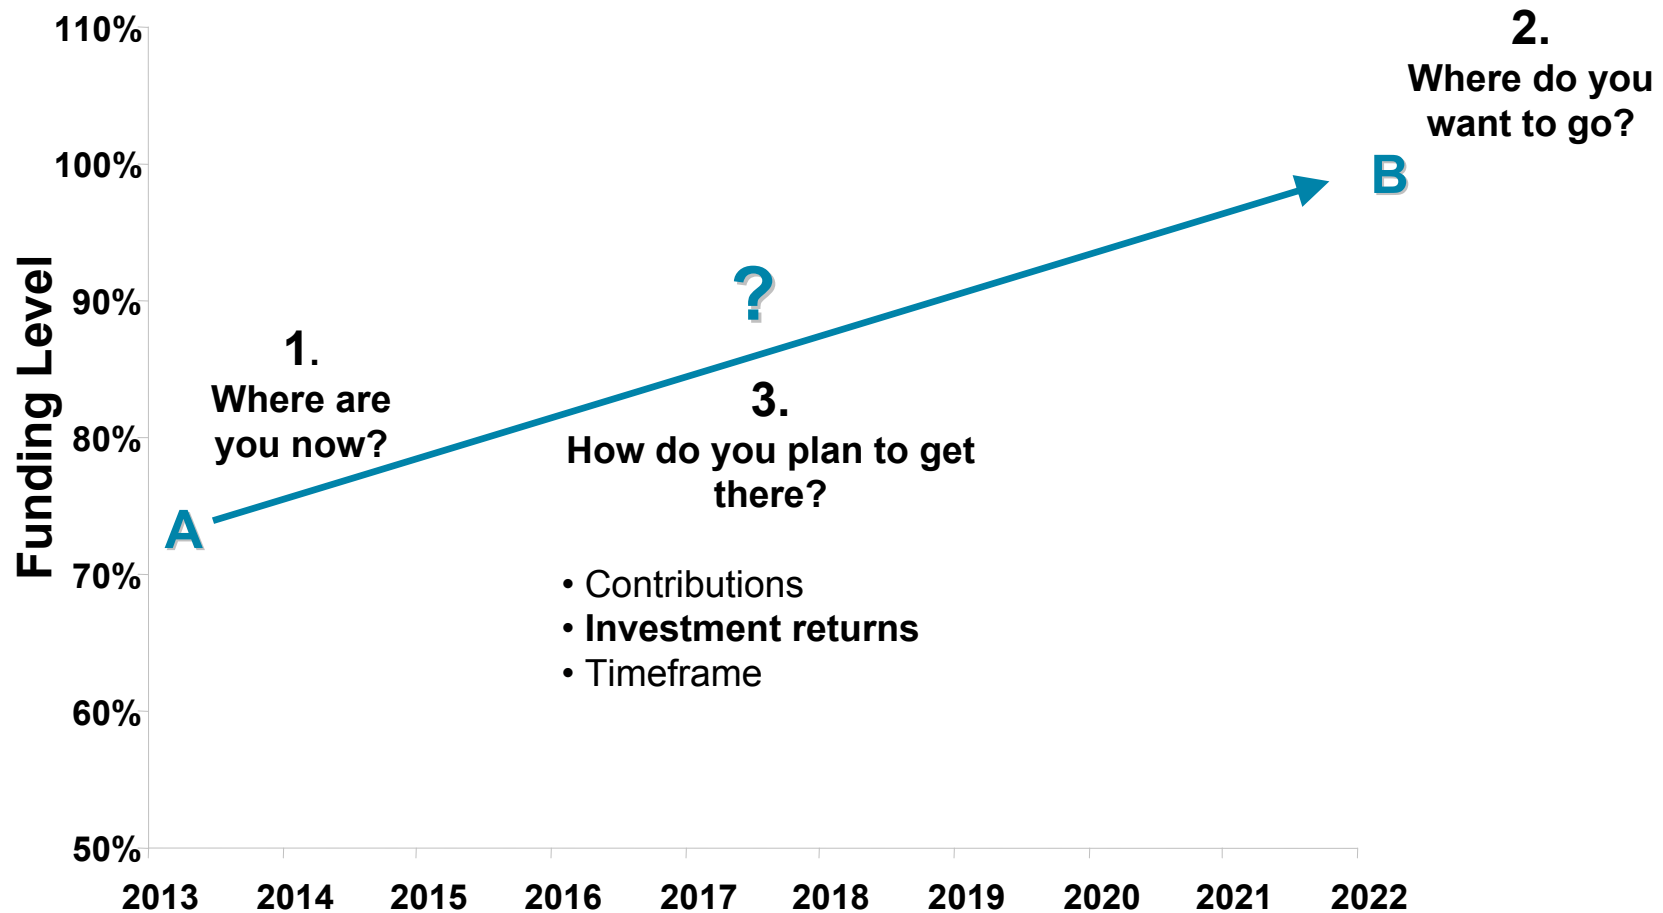 110%
100%
90%
80%
70%
60%
50%
Funding Level
1.
Where are
you now?
A
?
3.
How do you plan to get
there?
• Contributions
• Investment returns
• Timeframe
2.
Where do you
want to go?
B
2013 2014 2015 2016 2017 2018 2019 2020 2021 2022